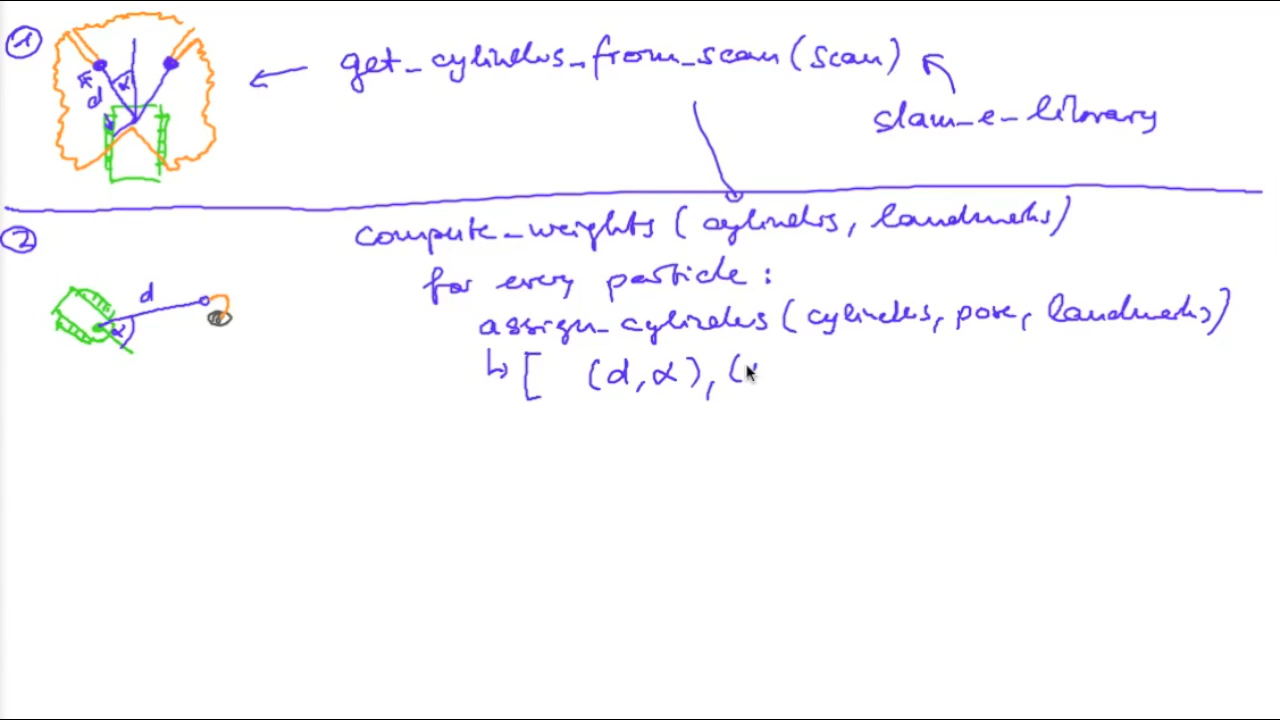 1
d α
get_cylinders_from_scan(scan)
slam_e_library
2
d
α
compute_weights(cylinders, landmarks)
for every particle:
assign_cylinders(cylinders, pose, landmarks)
↳ [ (d,α), (